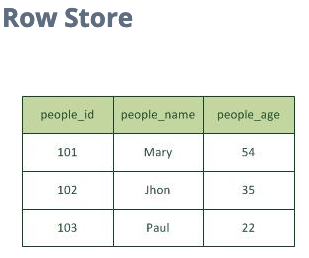 Row Store
people_id people_name people_age
101 Mary 54
102 Jhon 35
103 Paul 22